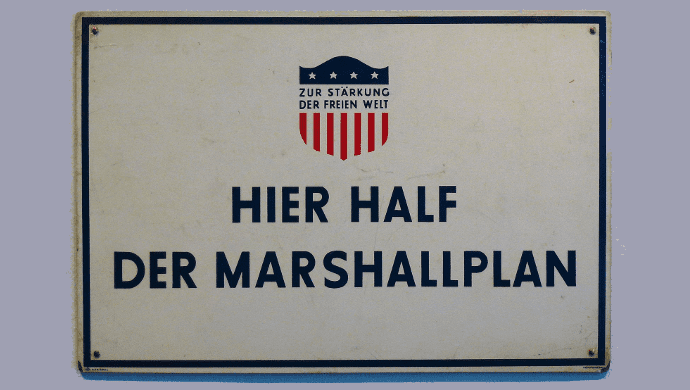 ZUR STÄRKUNG
DER FREIEN WELT
HIER HALF
DER MARSHALLPLAN